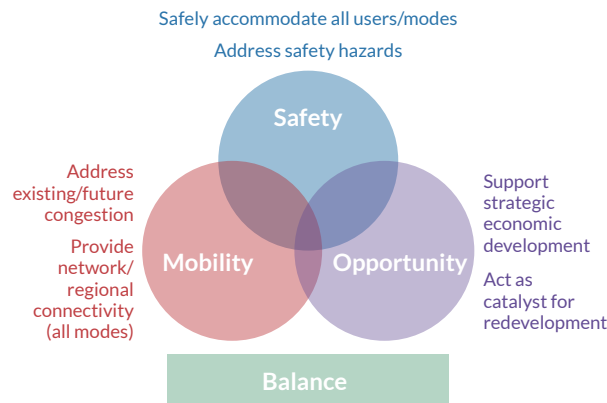 Safely accommodate all users/modes
Address safety hazards
Safety
Address
existing/future
congestion
Provide
network/
regional
connectivity
(all modes)
Mobility
Opportunity
Support
strategic
economic
development
Act as
catalyst for
redevelopment
Balance